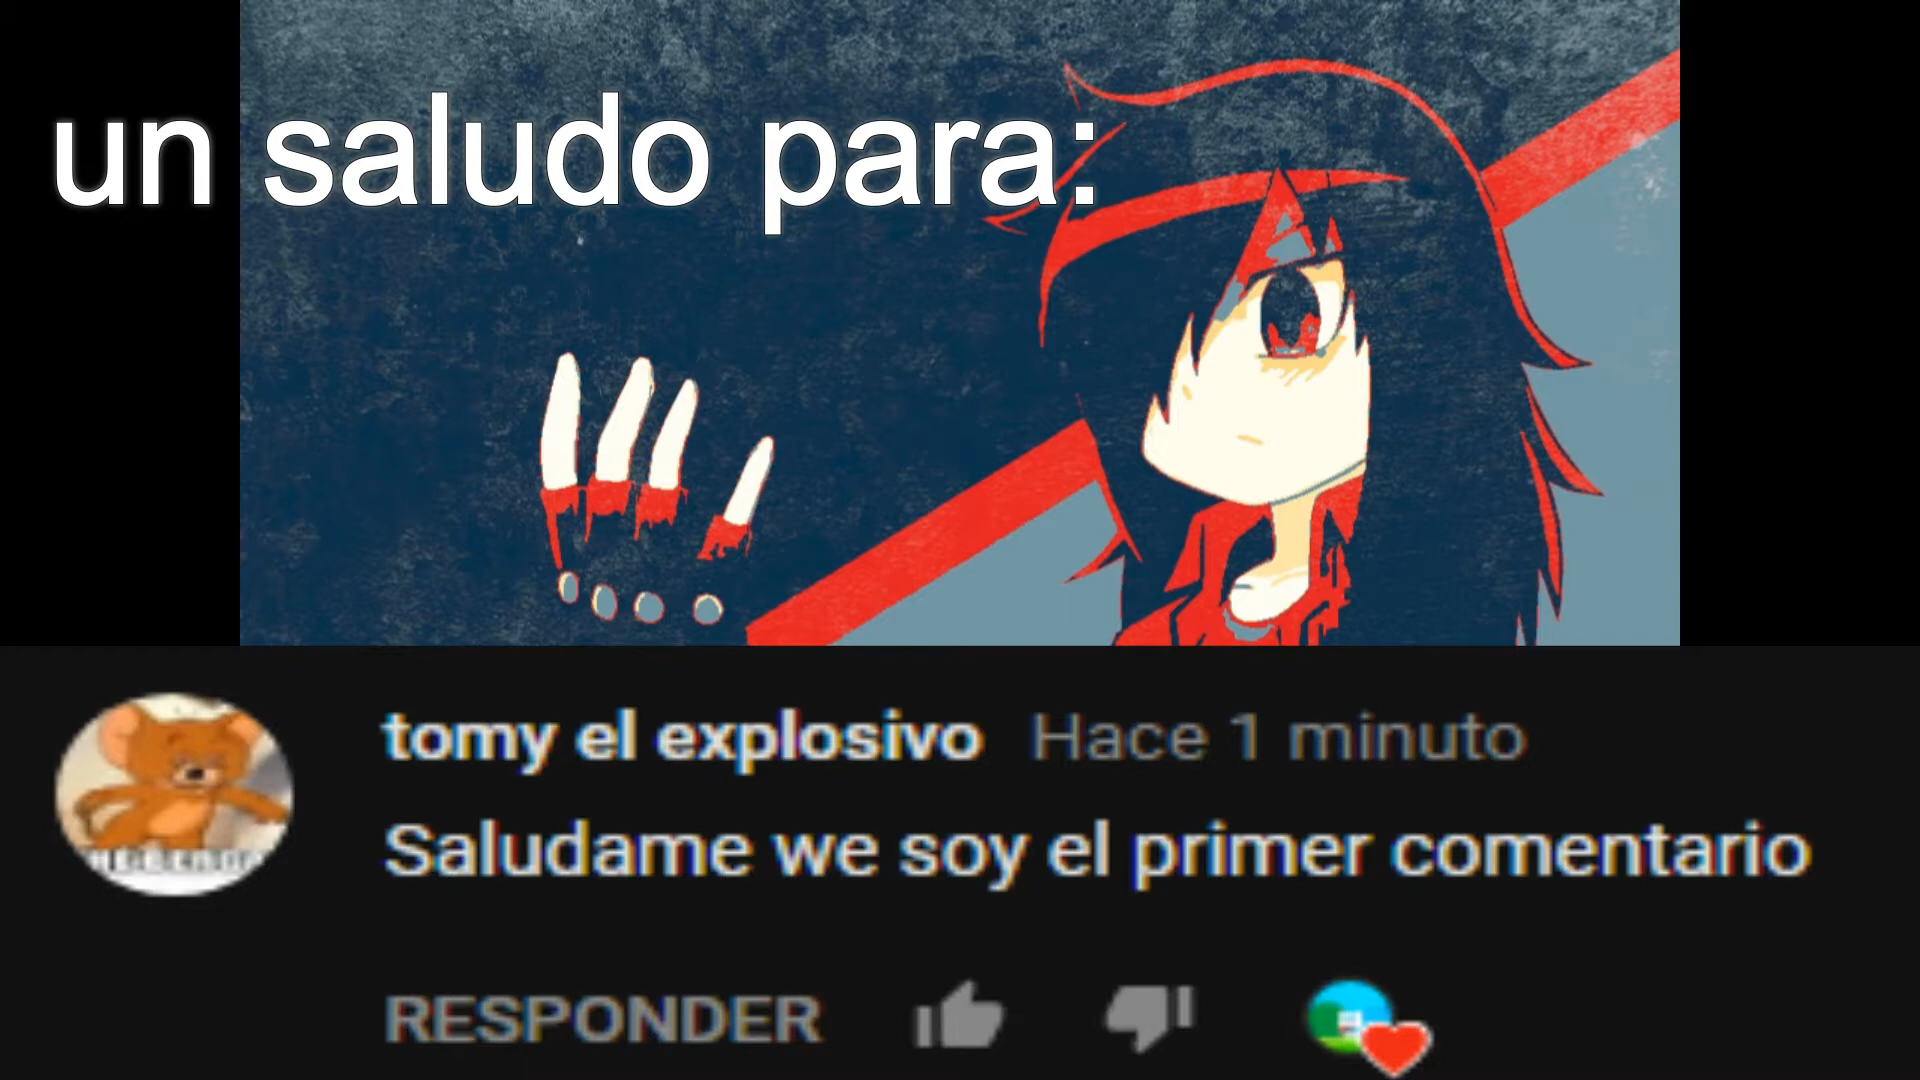 un saludo para:
tomy el explosivo Hace 1 minuto
Saludame we soy el primer comentario
RESPONDER